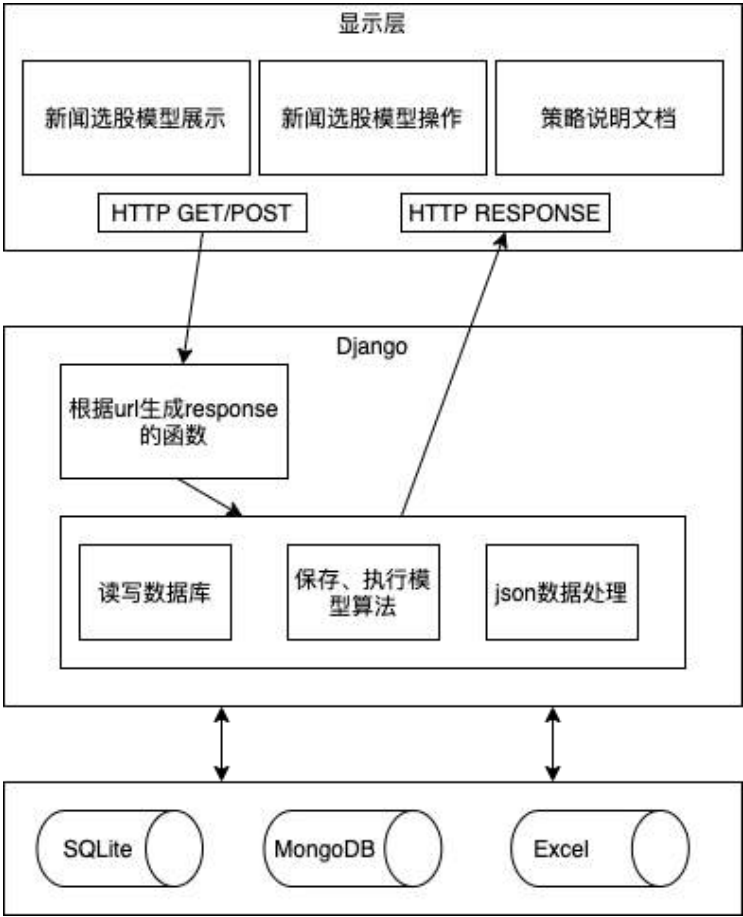 显示层
新闻选股模型展示
新闻选股模型操作
策略说明文档
HTTP GET/POST
HTTP RESPONSE
Django
根据url生成response
的函数
读写数据库
保存、执行模
型算法
json数据处理
SQLite
MongoDB
Excel